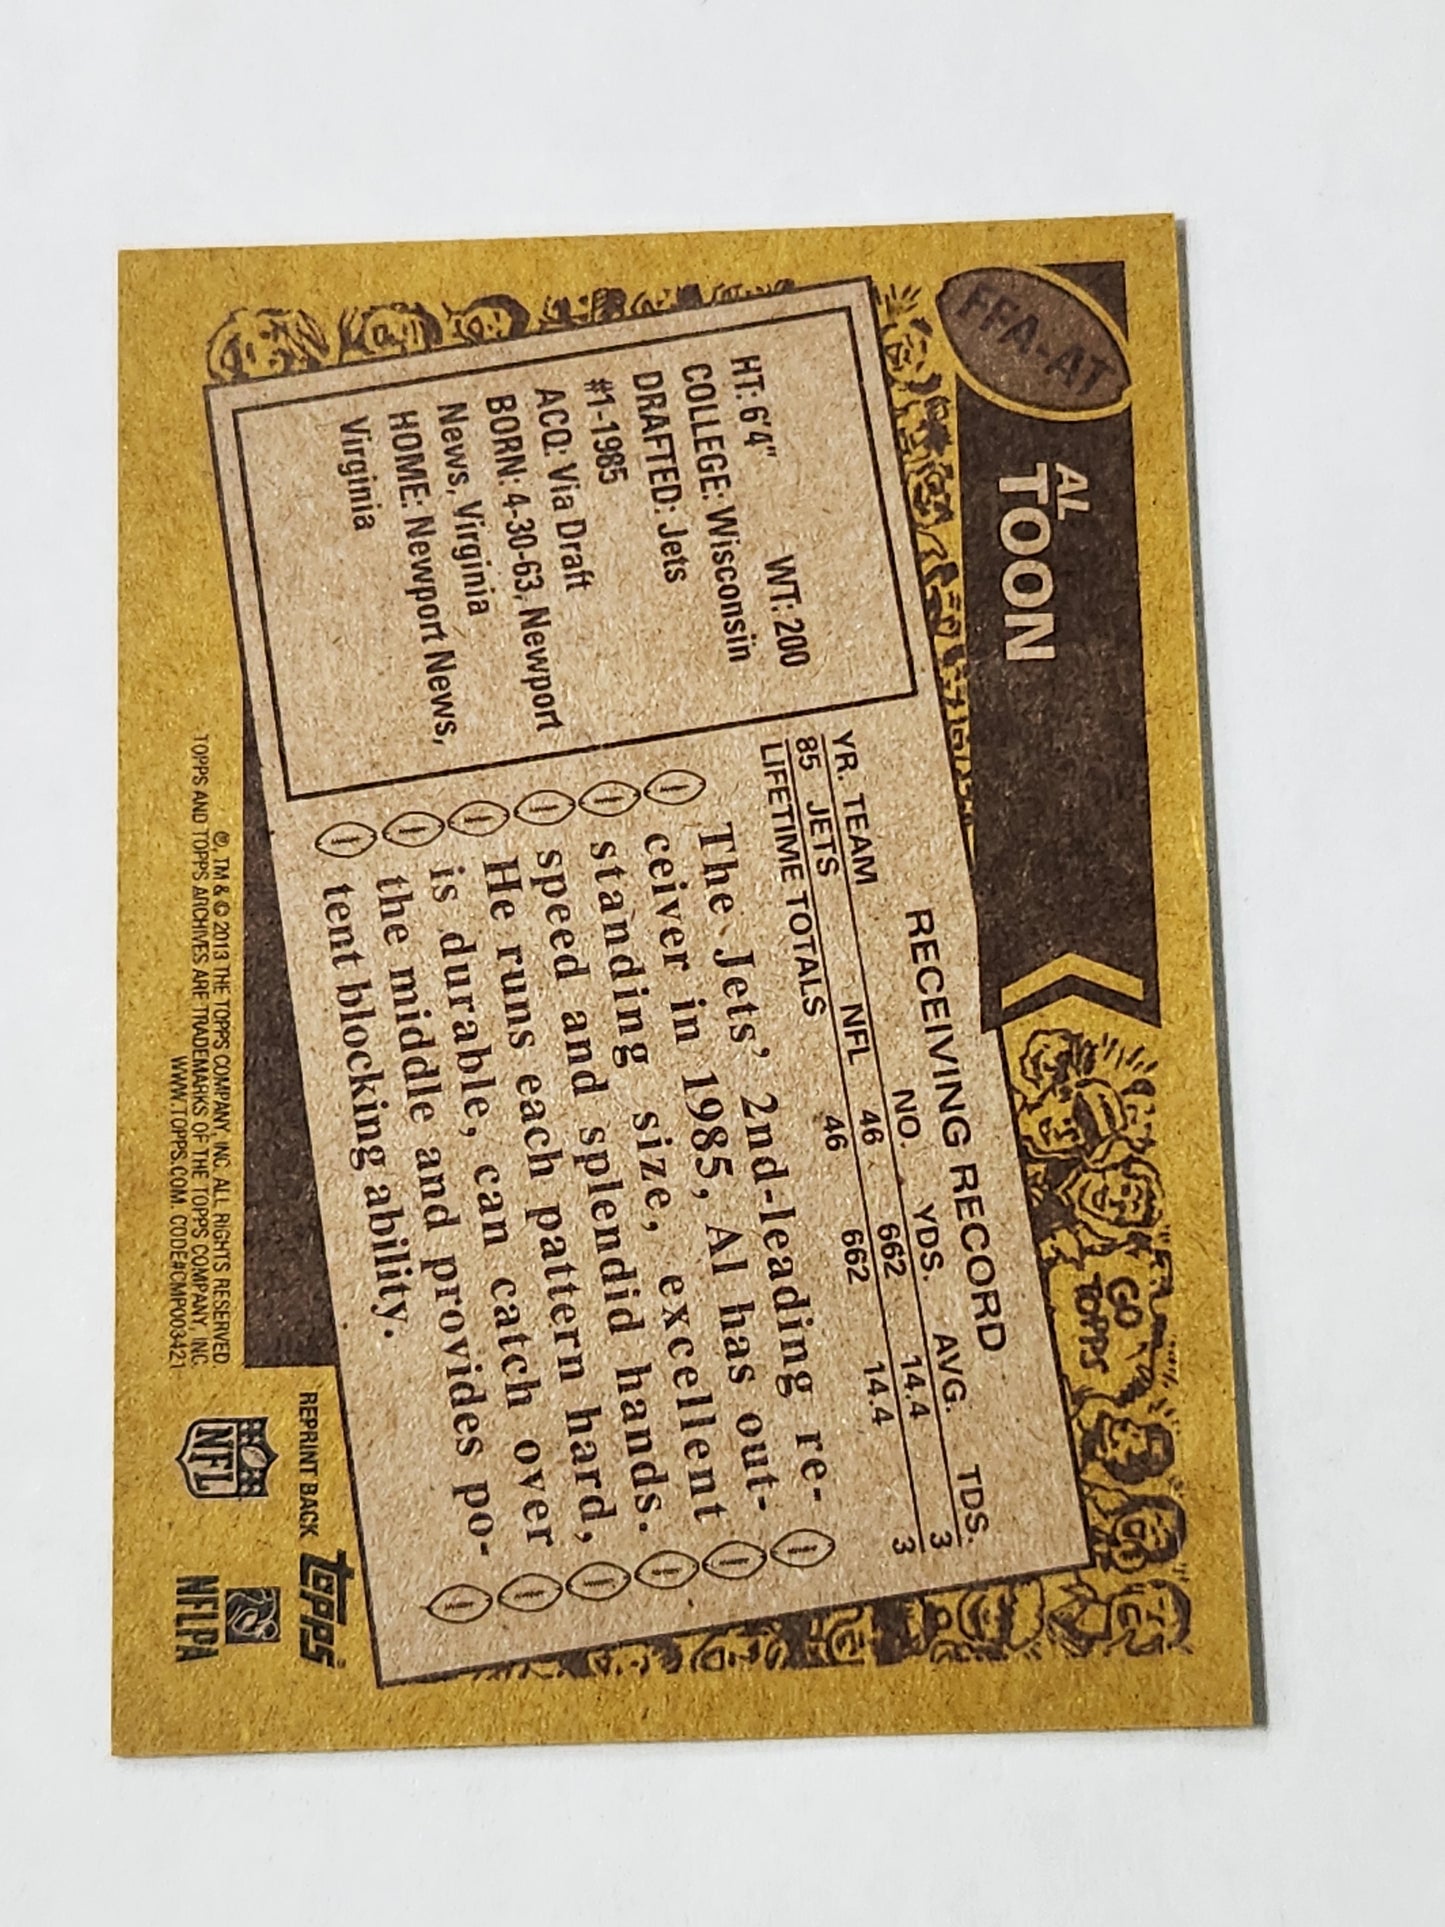 FFA-AT
AL
TOON
GO
TOPPS
HT: 6'4" WT: 200
COLLEGE: Wisconsin
DRAFTED: Jets
#1-1985
ACQ: Via Draft
BORN: 4-30-63, Newport
News, Virginia
HOME: Newport News,
Virginia
RECEIVING RECORD
YR. TEAM NFL NO. YDS. AVG. TDS.
85 JETS 46 662 14.4 3
LIFETIME TOTALS 46 662 14.4 3
The Jets' 2nd-leading re-
ceiver in 1985, Al has out-
standing size, excellent
speed and splendid hands.
He runs each pattern hard,
is durable, can catch over
the middle and provides po-
tent blocking ability.
REPRINT BACK
topps®
®, TM & © 2013 THE TOPPS COMPANY, INC. ALL RIGHTS RESERVED
TOPPS AND TOPPS ARCHIVES ARE TRADEMARKS OF THE TOPPS COMPANY, INC.
WWW.TOPPS.COM. CODE#CMP003421
NFL
NFLPA